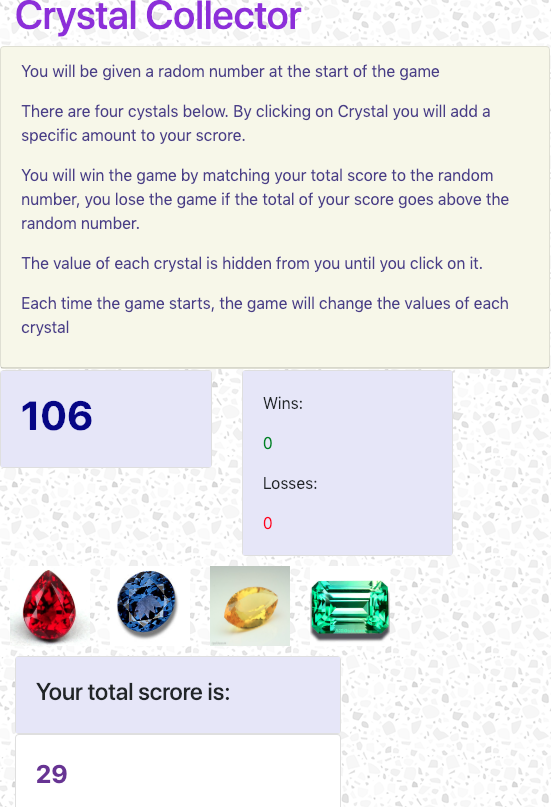 Crystal Collector
You will be given a radom number at the start of the game
There are four cystals below. By clicking on Crystal you will add a
specific amount to your scrore.
You will win the game by matching your total score to the random
number, you lose the game if the total of your score goes above the
random number.
The value of each crystal is hidden from you until you click on it.
Each time the game starts, the game will change the values of each
crystal
106
Wins:
0
Losses:
0
Your total scrore is:
29